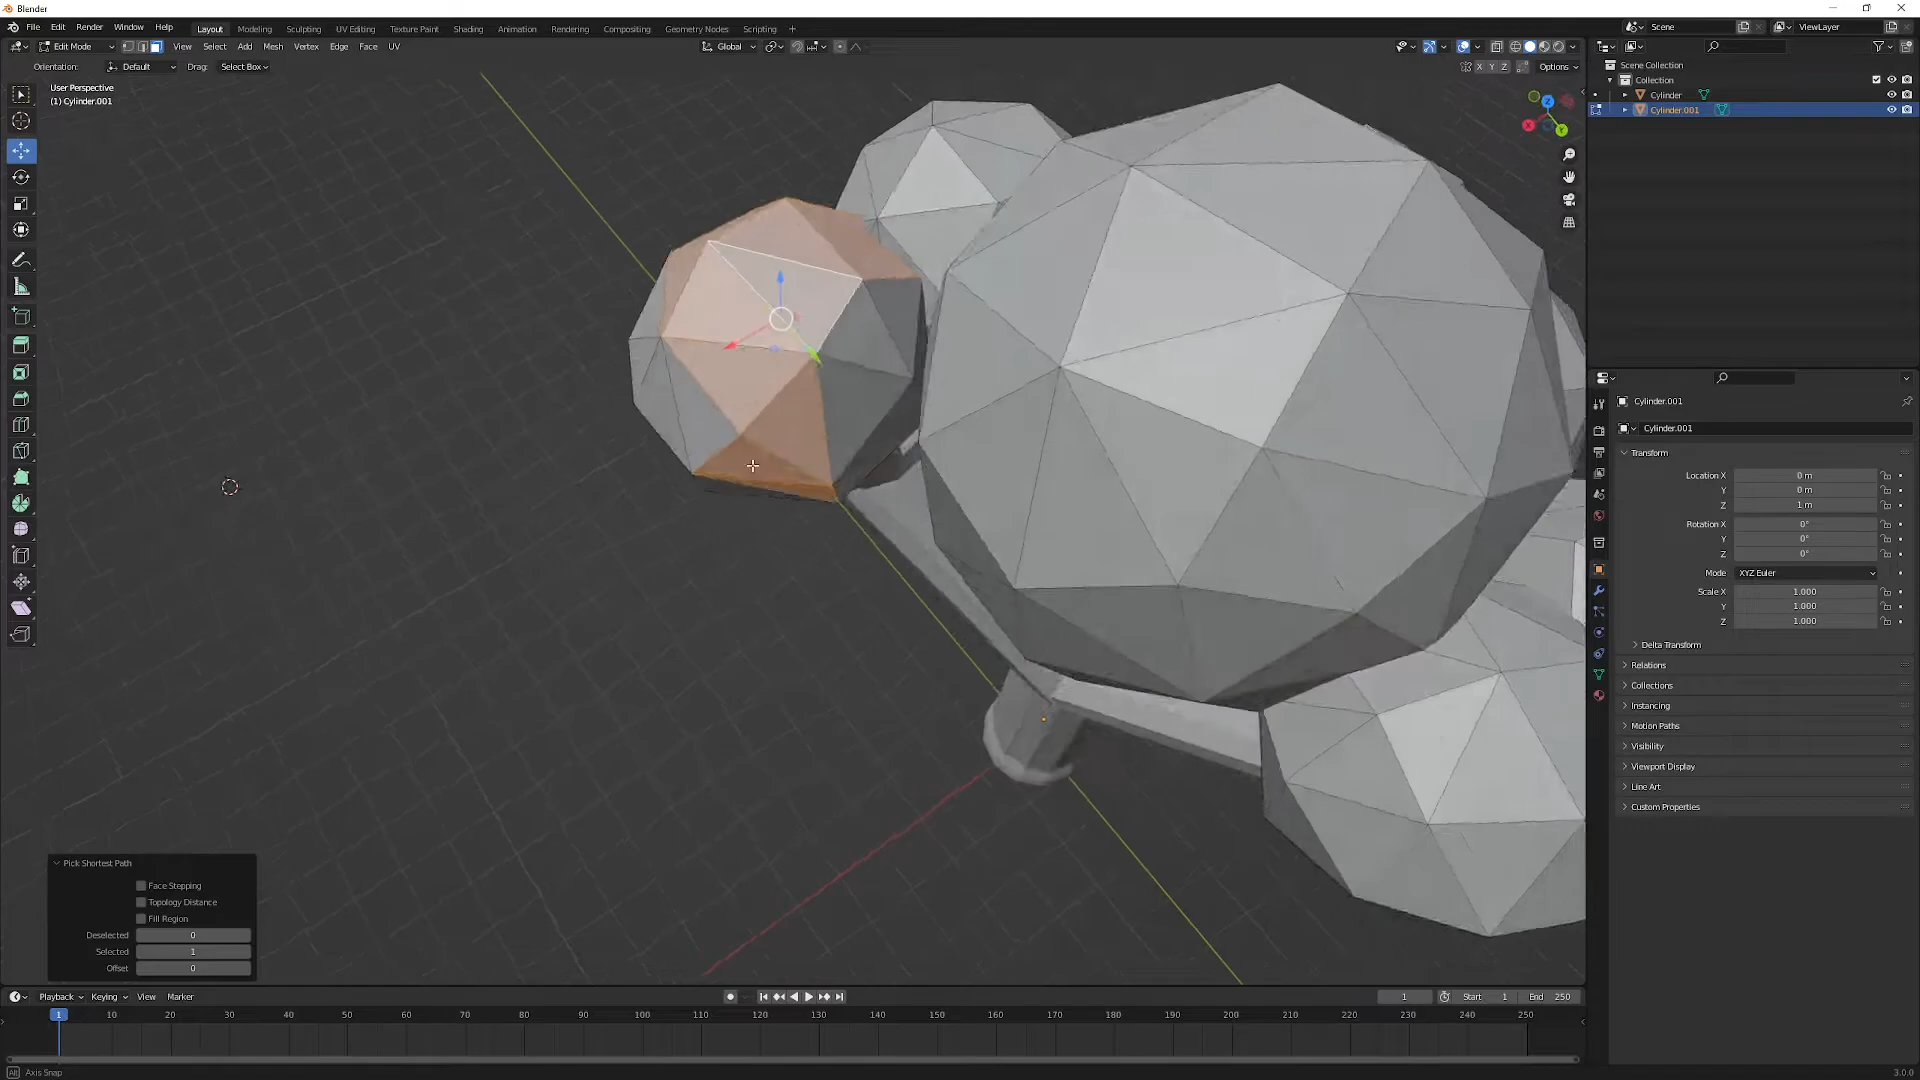 Blender
File Edit Render Window Help
Layout Modeling Sculpting UV Editing Texture Paint Shading Animation Rendering Compositing Geometry Nodes Scripting +
Scene
ViewLayer
Edit Mode
View Select Add Mesh Vertex Edge Face UV
Global
Orientation: Default Drag: Select Box
X Y Z Options
User Perspective
(1) Cylinder.001
Z
X
Y
Scene Collection
Collection
Cylinder
Cylinder.001
Cylinder.001
Cylinder.001
Transform
Location X 0 m
Y 0 m
Z 1 m
Rotation X 0°
Y 0°
Z 0°
Mode XYZ Euler
Scale X 1.000
Y 1.000
Z 1.000
Delta Transform
Relations
Collections
Instancing
Motion Paths
Visibility
Viewport Display
Line Art
Custom Properties
Pick Shortest Path
Face Stepping
Topology Distance
Fill Region
Deselected 0
Selected 1
Offset 0
Playback Keying View Marker
1 Start 1 End 250
1 10 20 30 40 50 60 70 80 90 100 110 120 130 140 150 160 170 180 190 200 210 220 230 240 250
Alt Axis Snap
3.0.0